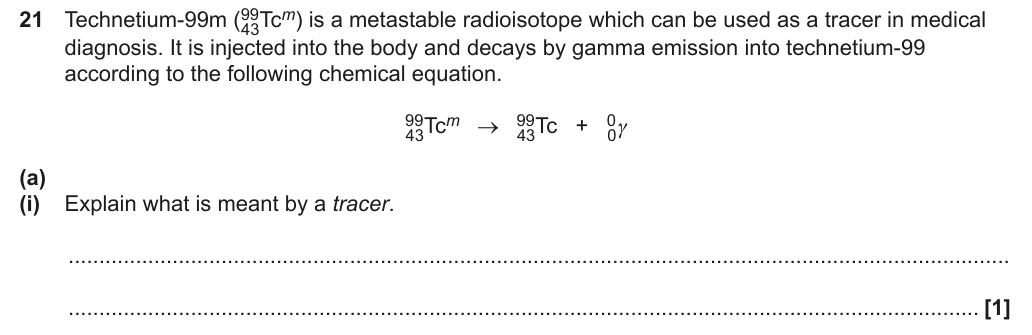 21 Technetium-99m (⁹⁹₄₃Tcᵐ) is a metastable radioisotope which can be used as a tracer in medical
diagnosis. It is injected into the body and decays by gamma emission into technetium-99
according to the following chemical equation.
⁹⁹₄₃Tcᵐ → ⁹⁹₄₃Tc + ⁰₀γ
(a)
(i) Explain what is meant by a tracer.
..........
.......... [1]